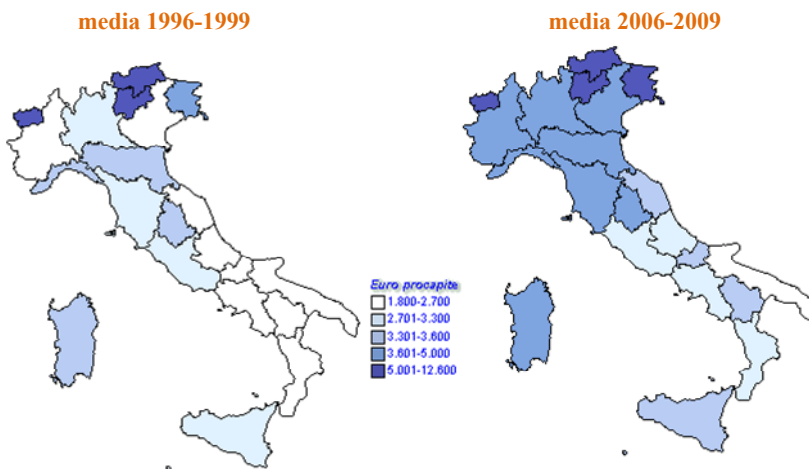 media 1996-1999
media 2006-2009
Euro procapite
1.800-2.700
2.701-3.300
3.301-3.600
3.601-5.000
5.001-12.600